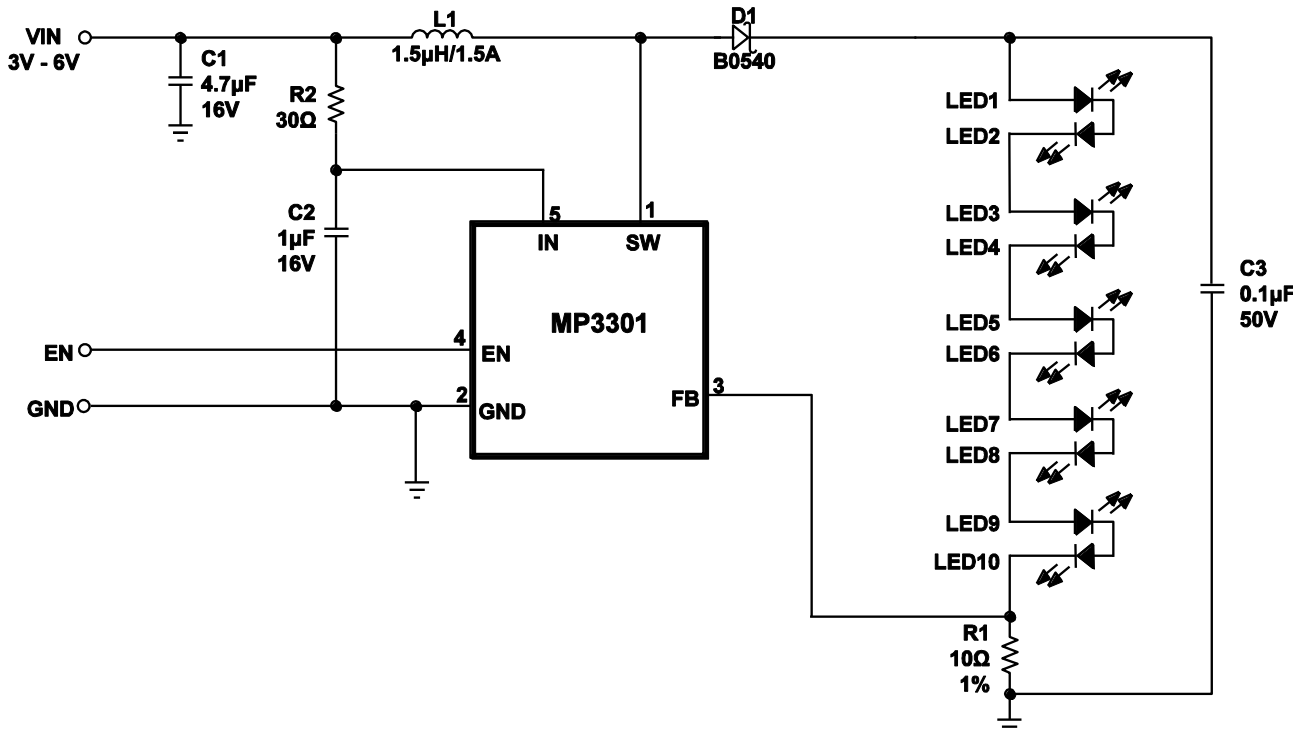 VIN
3V - 6V
C1
4.7µF
16V
R2
30Ω
L1
1.5µH/1.5A
D1
B0540
C2
1µF
16V
5
IN
1
SW
MP3301
EN
4
EN
GND
2
GND
3
FB
LED1
LED2
LED3
LED4
LED5
LED6
LED7
LED8
LED9
LED10
C3
0.1µF
50V
R1
10Ω
1%